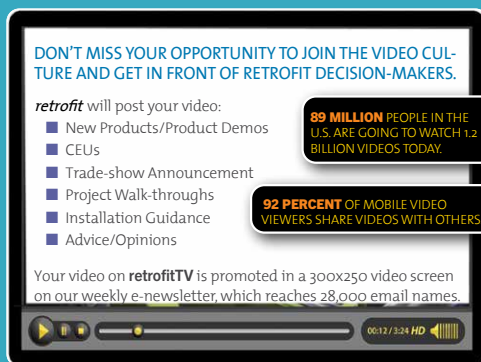 DON'T MISS YOUR OPPORTUNITY TO JOIN THE VIDEO CUL-
TURE AND GET IN FRONT OF RETROFIT DECISION-MAKERS.
retrofit will post your video:
New Products/Product Demos
CEUs
Trade-show Announcement
Project Walk-throughs
Installation Guidance
Advice/Opinions
89 MILLION PEOPLE IN THE
U.S. ARE GOING TO WATCH 1.2
BILLION VIDEOS TODAY.
92 PERCENT OF MOBILE VIDEO
VIEWERS SHARE VIDEOS WITH OTHERS
Your video on retrofitTV is promoted in a 300x250 video screen
on our weekly e-newsletter, which reaches 28,000 email names.
00:12 / 3:24 HD